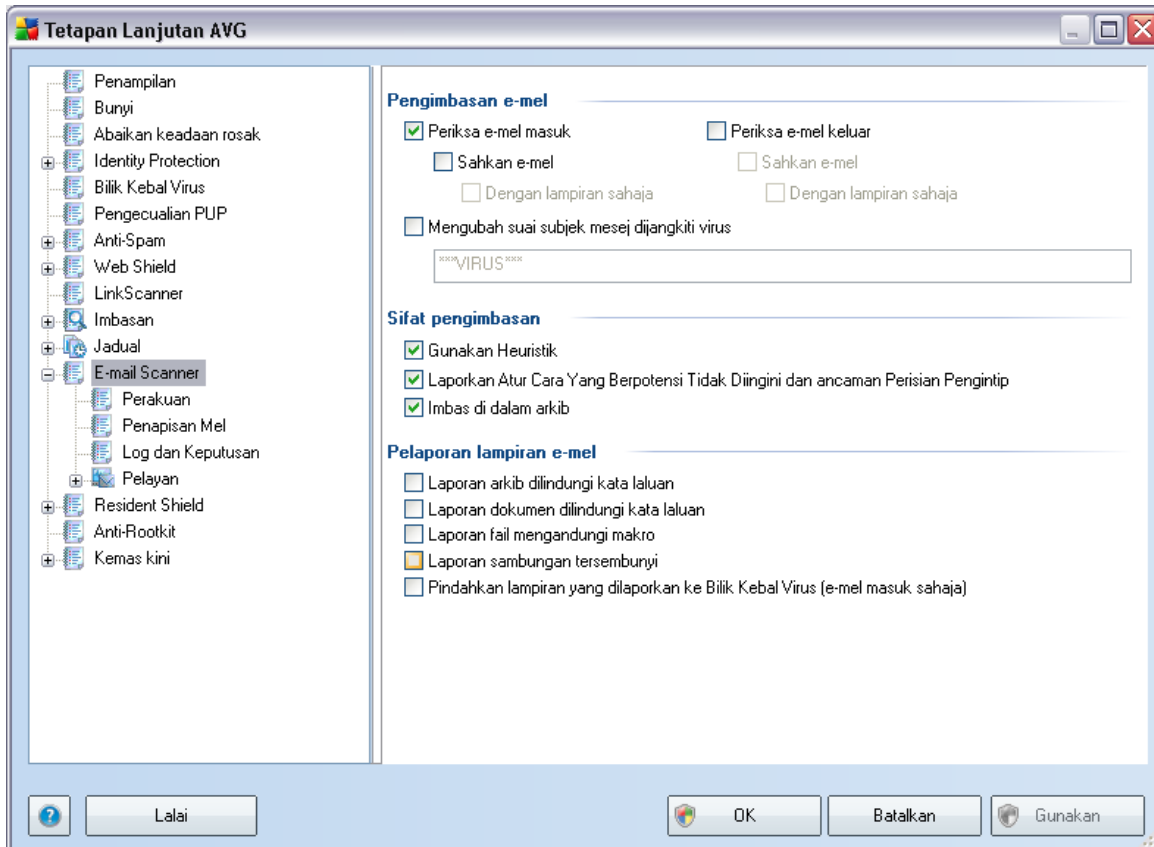 Tetapan Lanjutan AVG
Penampilan
Bunyi
Abaikan keadaan rosak
Identity Protection
Bilik Kebal Virus
Pengecualian PUP
Anti-Spam
Web Shield
LinkScanner
Imbasan
Jadual
E-mail Scanner
Perakuan
Penapisan Mel
Log dan Keputusan
Pelayan
Resident Shield
Anti-Rootkit
Kemas kini
Pengimbasan e-mel
Periksa e-mel masuk Periksa e-mel keluar
Sahkan e-mel Sahkan e-mel
Dengan lampiran sahaja Dengan lampiran sahaja
Mengubah suai subjek mesej dijangkiti virus
***VIRUS***
Sifat pengimbasan
Gunakan Heuristik
Laporkan Atur Cara Yang Berpotensi Tidak Diingini dan ancaman Perisian Pengintip
Imbas di dalam arkib
Pelaporan lampiran e-mel
Laporan arkib dilindungi kata laluan
Laporan dokumen dilindungi kata laluan
Laporan fail mengandungi makro
Laporan sambungan tersembunyi
Pindahkan lampiran yang dilaporkan ke Bilik Kebal Virus (e-mel masuk sahaja)
? Lalai OK Batalkan Gunakan